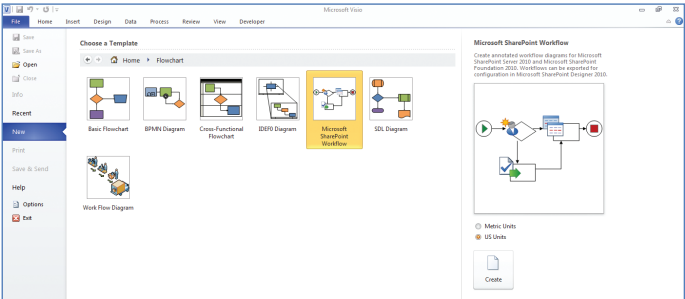 Microsoft Visio
File Home Insert Design Data Process Review View Developer
Save
Save As
Open
Close
Info
Recent
New
Print
Save & Send
Help
Options
Exit
Choose a Template
Home Flowchart
Basic Flowchart
BPMN Diagram
Cross-Functional
Flowchart
IDEF0 Diagram
Microsoft
SharePoint
Workflow
SDL Diagram
Work Flow Diagram
Microsoft SharePoint Workflow
Create annotated workflow diagrams for Microsoft
SharePoint Server 2010 and Microsoft SharePoint
Foundation 2010. Workflows can be exported for
configuration in Microsoft SharePoint Designer 2010.
Metric Units
US Units
Create